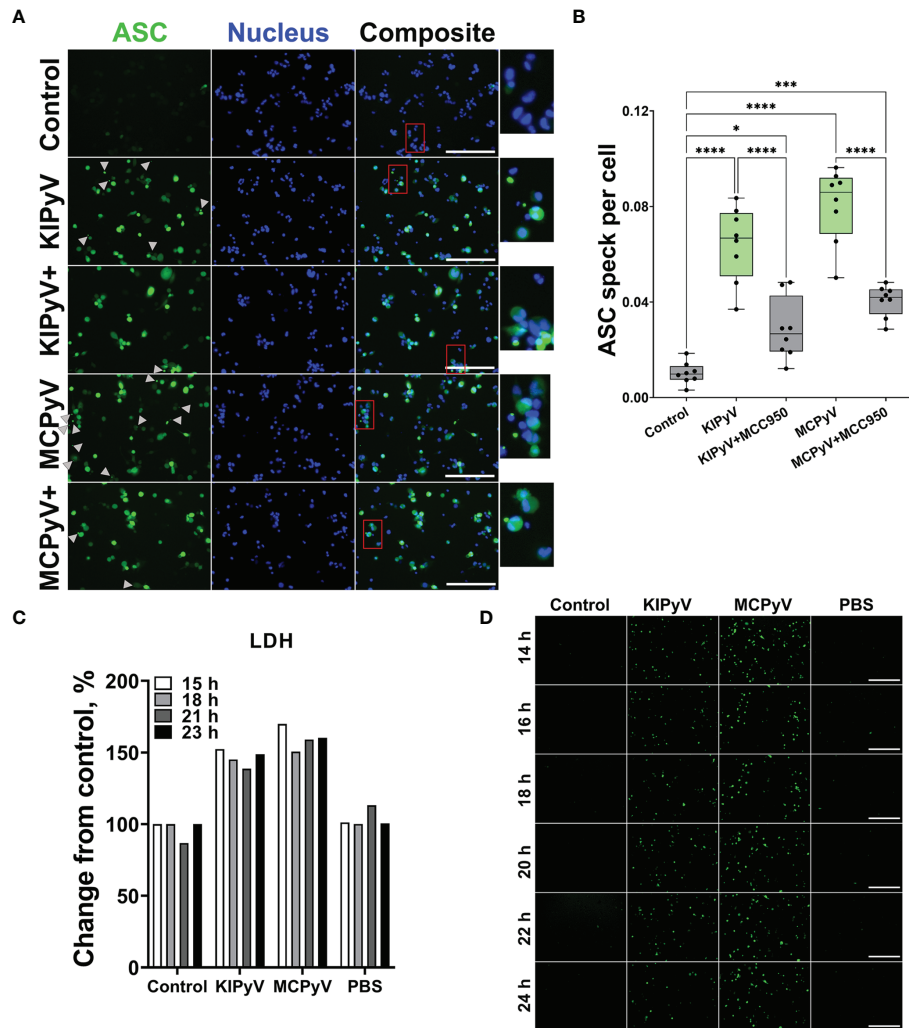 A
ASC Nucleus Composite
Control
KIPyV
KIPyV+
MCPyV
MCPyV+
B
ASC speck per cell
0.12
0.08
0.04
0.00
***
****
*
**** **** ****
Control
KIPyV
KIPyV+MCC950
MCPyV
MCPyV+MCC950
C
LDH
Change from control, %
200
150
100
50
0
15 h
18 h
21 h
23 h
Control KIPyV MCPyV PBS
D
Control KIPyV MCPyV PBS
14 h
16 h
18 h
20 h
22 h
24 h